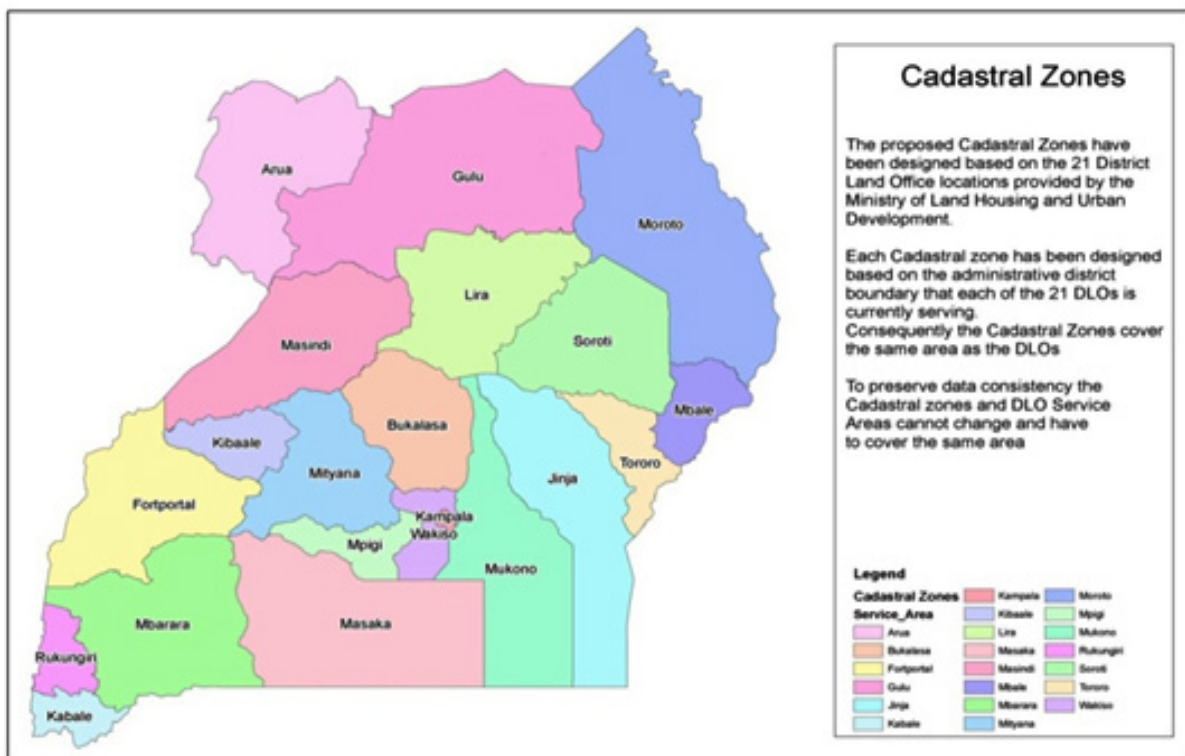 Cadastral Zones
The proposed Cadastral Zones have
been designed based on the 21 District
Land Office locations provided by the
Ministry of Land Housing and Urban
Development.
Each Cadastral zone has been designed
based on the administrative district
boundary that each of the 21 DLOs is
currently serving.
Consequently the Cadastral Zones cover
the same area as the DLOs
To preserve data consistency the
Cadastral zones and DLO Service
Areas cannot change and have
to cover the same area
Arua
Gulu
Moroto
Lira
Masindi
Soroti
Mbale
Bukalasa
Kibaale
Mityana
Tororo
Jinja
Fortportal
Kampala
Wakiso
Mpigi
Mukono
Mbarara
Masaka
Rukungiri
Kabale
Legend
Cadastral Zones
Service_Area
Arua
Bukalasa
Fortportal
Gulu
Jinja
Kabale
Kampala
Kibaale
Lira
Masaka
Masindi
Mbale
Mbarara
Mityana
Moroto
Mpigi
Mukono
Rukungiri
Soroti
Tororo
Wakiso